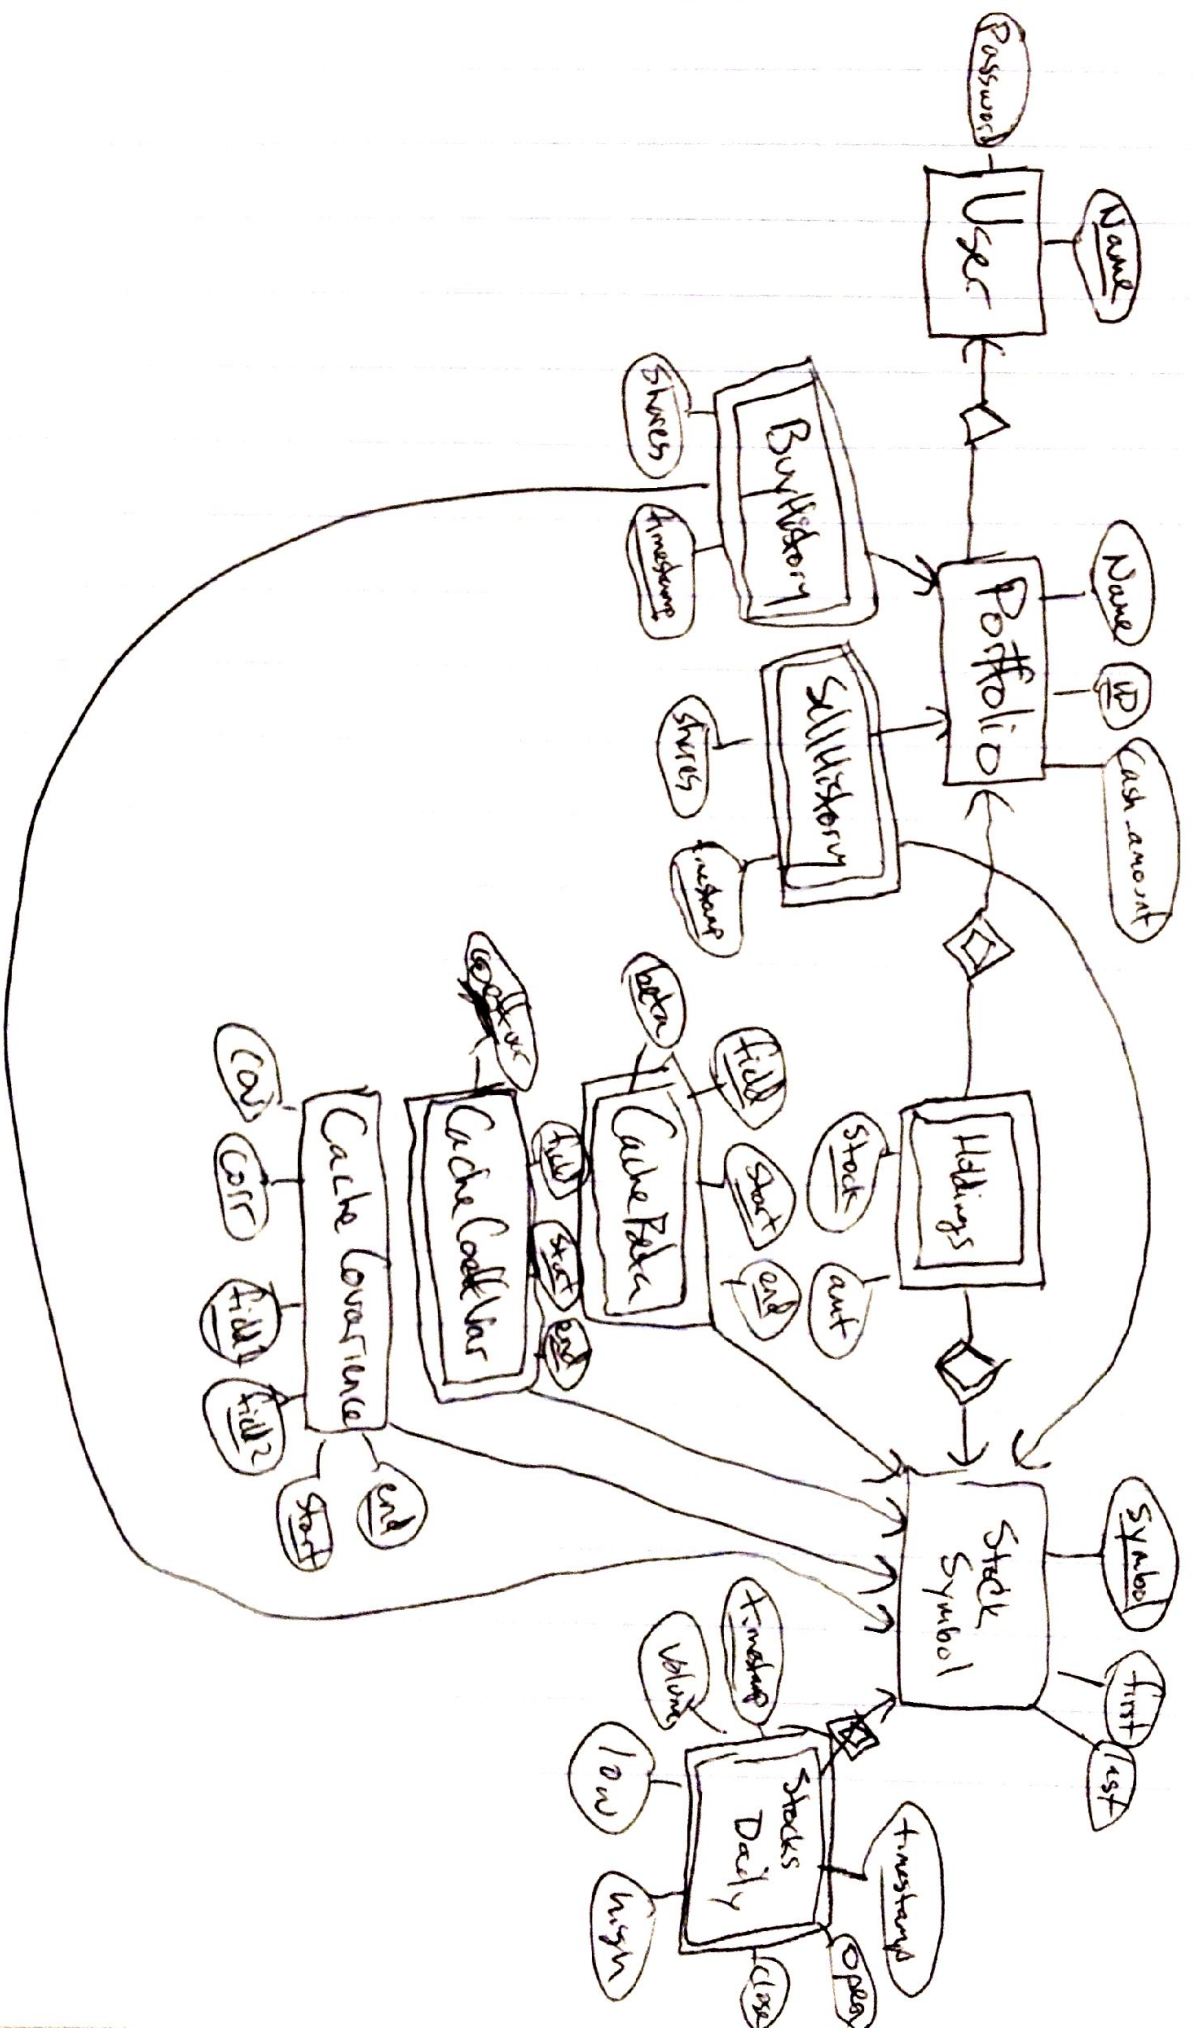 Password
Name
User
Name
ID
Cash_amount
Portfolio
BuyHistory
Shares
timestamp
SellHistory
Shares
timestamp
Holdings
Stock
amt
Symbol
first
last
Stock
Symbol
beta
field
Start
end
CacheBeta
field
Start
end
CacheCoeffVar
Cov
Corr
field1
field2
Start
end
Cache Covarience
timestamp
Volume
low
high
close
open
timestamp
Stocks
Daily